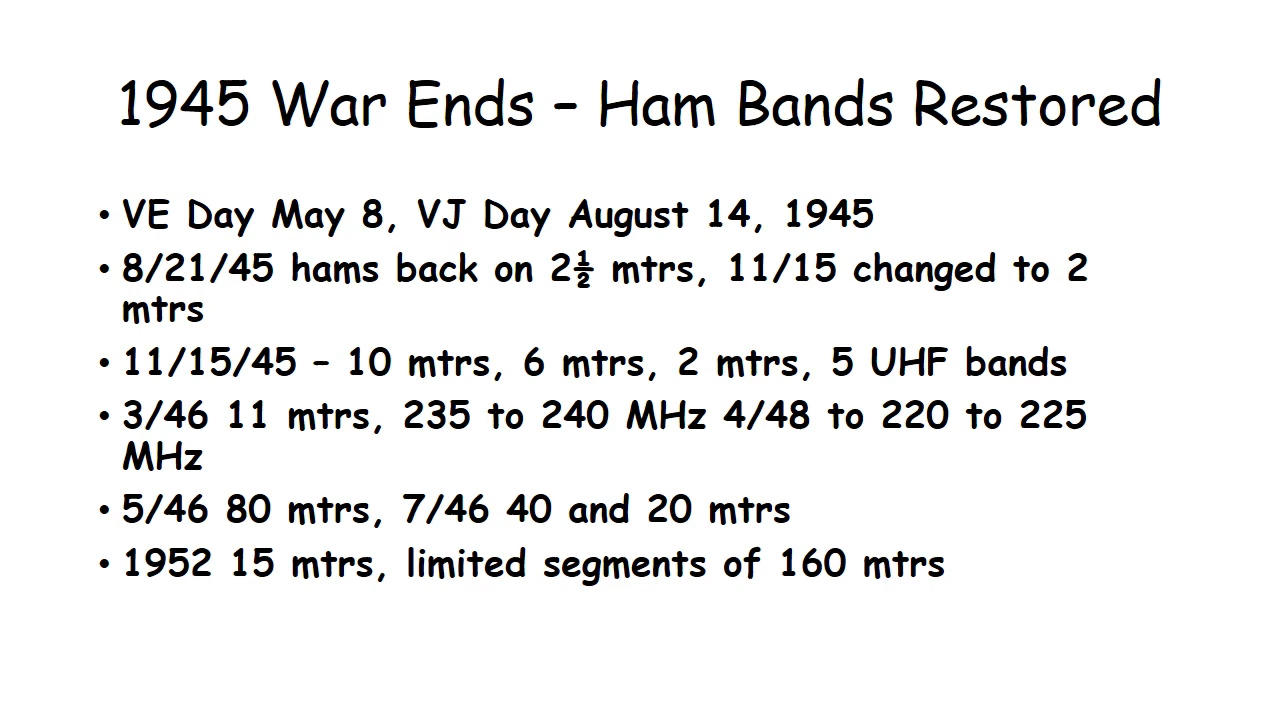 1945 War Ends – Ham Bands Restored
• VE Day May 8, VJ Day August 14, 1945
• 8/21/45 hams back on 2½ mtrs, 11/15 changed to 2
mtrs
• 11/15/45 – 10 mtrs, 6 mtrs, 2 mtrs, 5 UHF bands
• 3/46 11 mtrs, 235 to 240 MHz 4/48 to 220 to 225
MHz
• 5/46 80 mtrs, 7/46 40 and 20 mtrs
• 1952 15 mtrs, limited segments of 160 mtrs